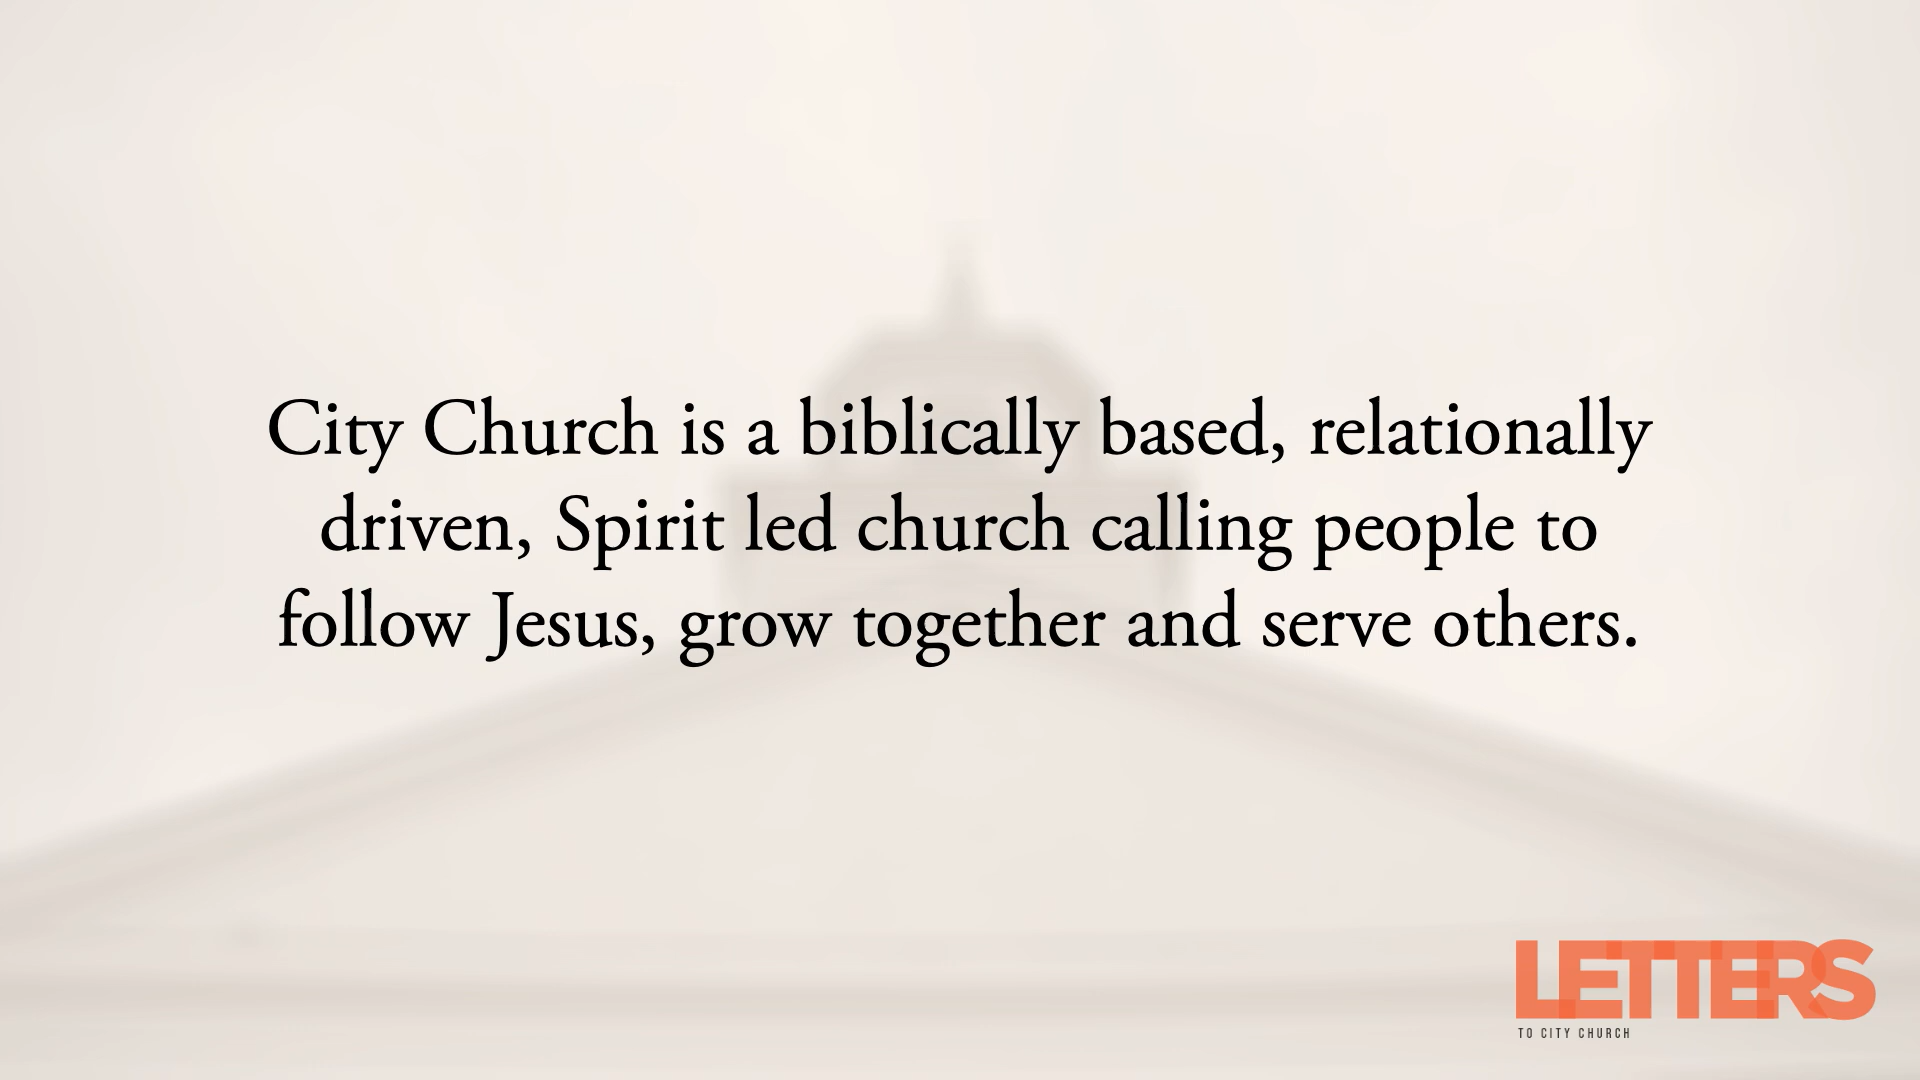 City Church is a biblically based, relationally
driven, Spirit led church calling people to
follow Jesus, grow together and serve others.
LETTERS
TO CITY CHURCH